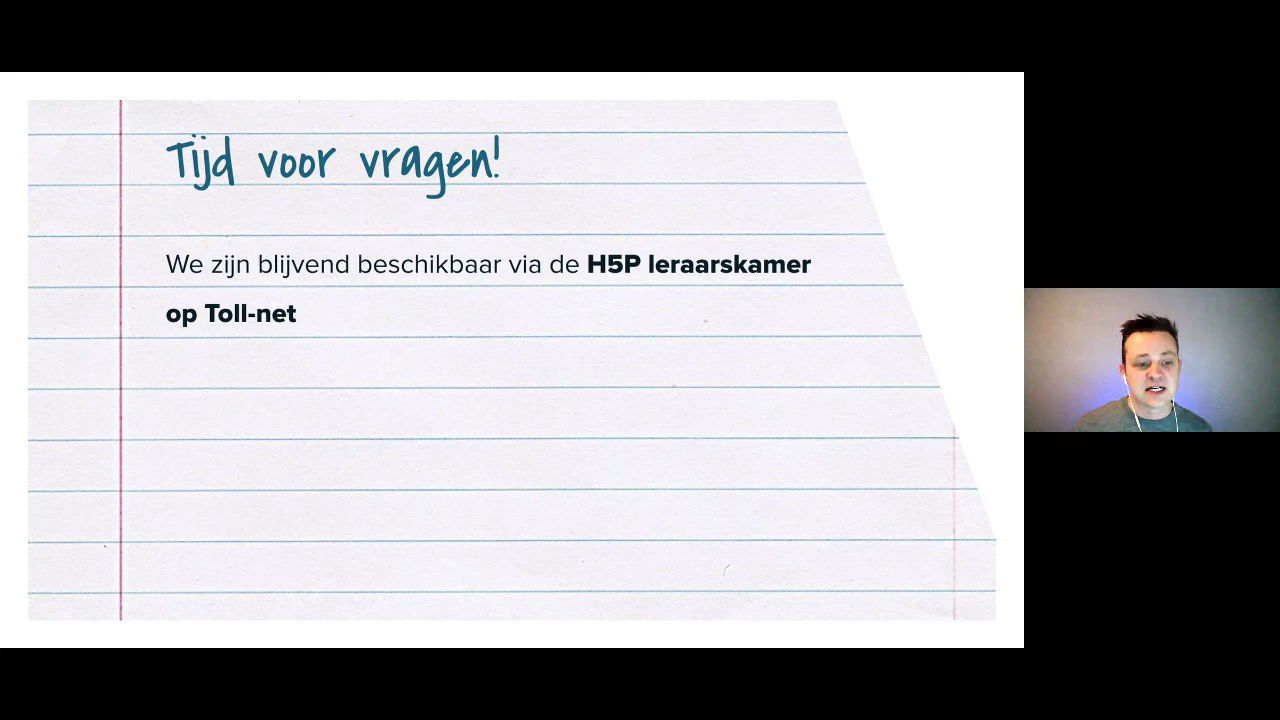 Tijd voor vragen!
We zijn blijvend beschikbaar via de H5P leraarskamer
op Toll-net